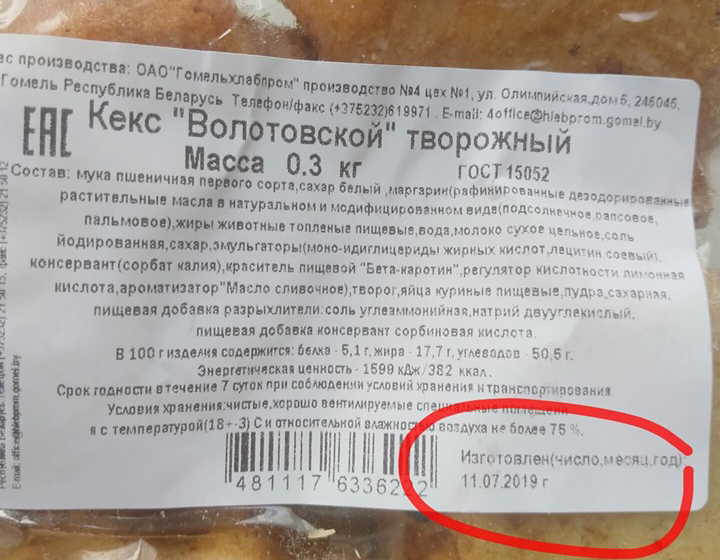 ес производства: ОАО"Гомельхлебпром" производство №4 цех №1, ул. Олимпийская,дом 6, 246045,
Гомель Республика Беларусь Телефон/факс (+375232)619971 . E-mail: 4office@hlebprom.gomel.by
ЕАС Кекс "Волотовской" творожный
Масса 0.3 кг ГОСТ 15052
Состав: мука пшеничная первого сорта,сахар белый ,маргарин(рафинированные дезодорированные
растительные масла в натуральном и модифицированном виде(подсолнечное,рапсовое,
пальмовое),жиры животные топленые пищевые,вода,молоко сухое цельное,соль
йодированная,сахар,эмульгаторы(моно-идиглицериды жирных кислот,лецитин соевый),
консервант(сорбат калия),краситель пищевой "Бета-каротин",регулятор кислотности лимонная
кислота,ароматизатор"Масло сливочное),творог,яйца куриные пищевые,пудра,сахарная,
пищевая добавка разрыхлители:соль углеаммонийная,натрий двууглекислый,
пищевая добавка консервант сорбиновая кислота.
В 100 г изделия содержится: белка - 5,1 г,жира - 17,7 г, углеводов - 50,5 г.
Энергетическая ценность - 1599 кДж/382 ккал.
Срок годности в течение 7 суток при соблюдении условий хранения и транспортирования
Условия хранения:чистые,хорошо вентилируемые специальные помещени
я с температурой(18+-3) С и относительной влажностью воздуха не более 75 %.
Изготовлен(число,месяц,год):
11.07.2019 г
481117 6336222